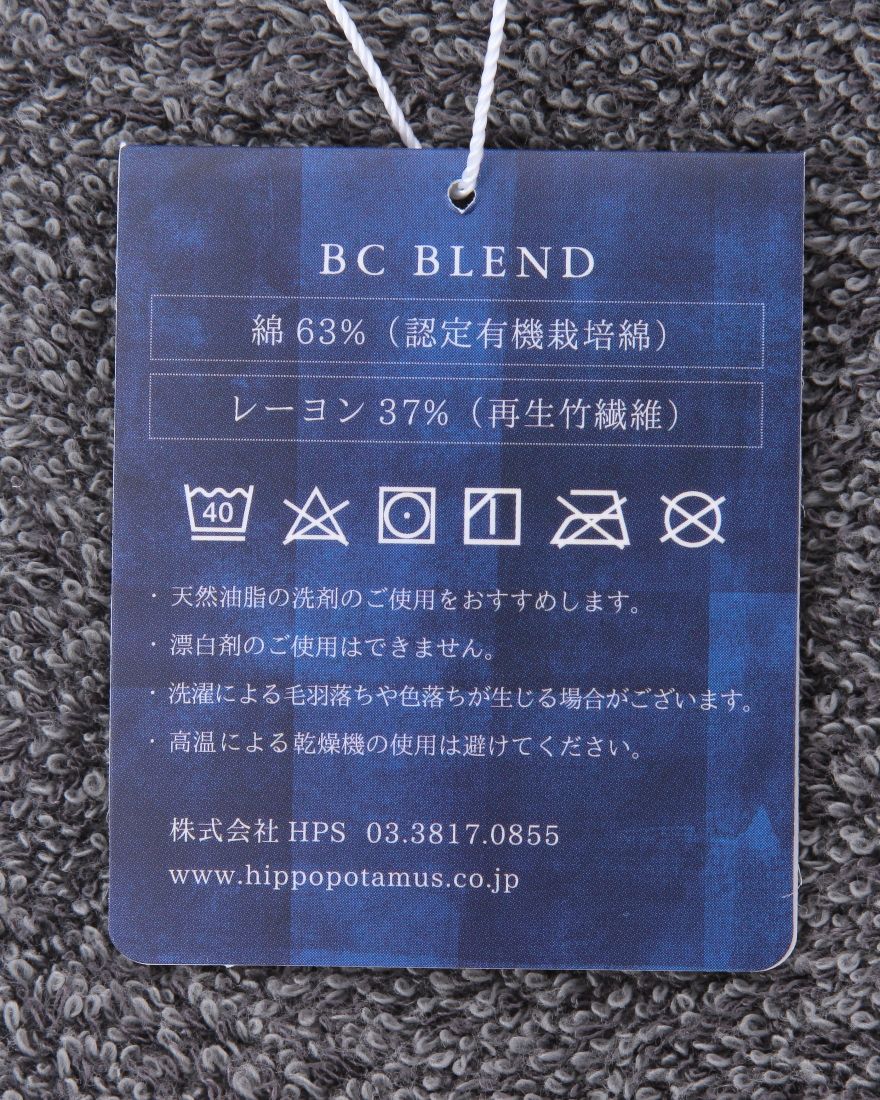 BC BLEND
綿 63%（認定有機栽培綿）
レーヨン 37%（再生竹繊維）
40
・天然油脂の洗剤のご使用をおすすめします。
・漂白剤のご使用はできません。
・洗濯による毛羽落ちや色落ちが生じる場合がございます。
・高温による乾燥機の使用は避けてください。
株式会社 HPS 03.3817.0855
www.hippopotamus.co.jp